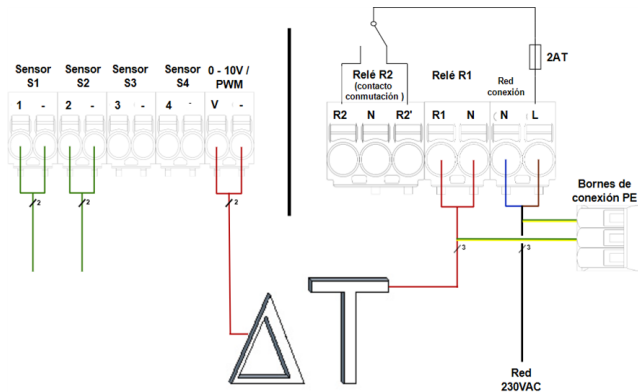 Sensor S1
Sensor S2
Sensor S3
Sensor S4
0 - 10V / PWM
1 - 2 - 3 - 4 - V -
2
2
2
2AT
Relé R2
(contacto conmutación )
Relé R1
Red conexión
R2 N R2' R1 N N L
Bornes de conexión PE
3
3
ΔT
Red
230VAC